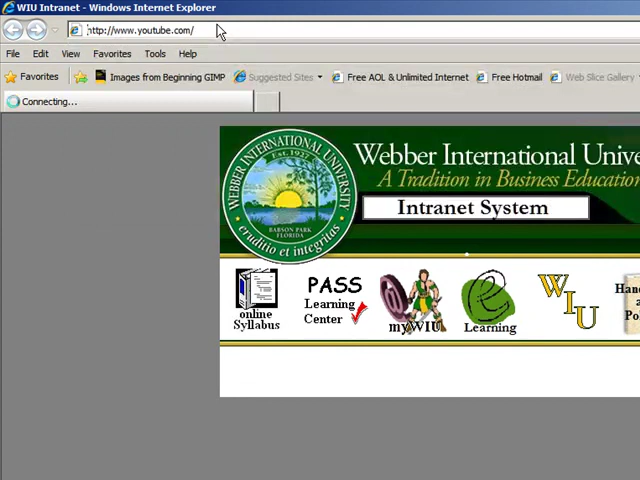 WIU Intranet - Windows Internet Explorer
http://www.youtube.com/
File Edit View Favorites Tools Help
Favorites Images from Beginning GIMP Suggested Sites Free AOL & Unlimited Internet Free Hotmail Web Slice Gallery
Connecting...
WEBBER INTERNATIONAL UNIVERSITY
Est. 1927
BABSON PARK
FLORIDA
eruditio et integritas
Webber International Unive
A Tradition in Business Education
Intranet System
online
Syllabus
PASS
Learning
Center
myWIU
Learning
WIU
Hand
a
Pol